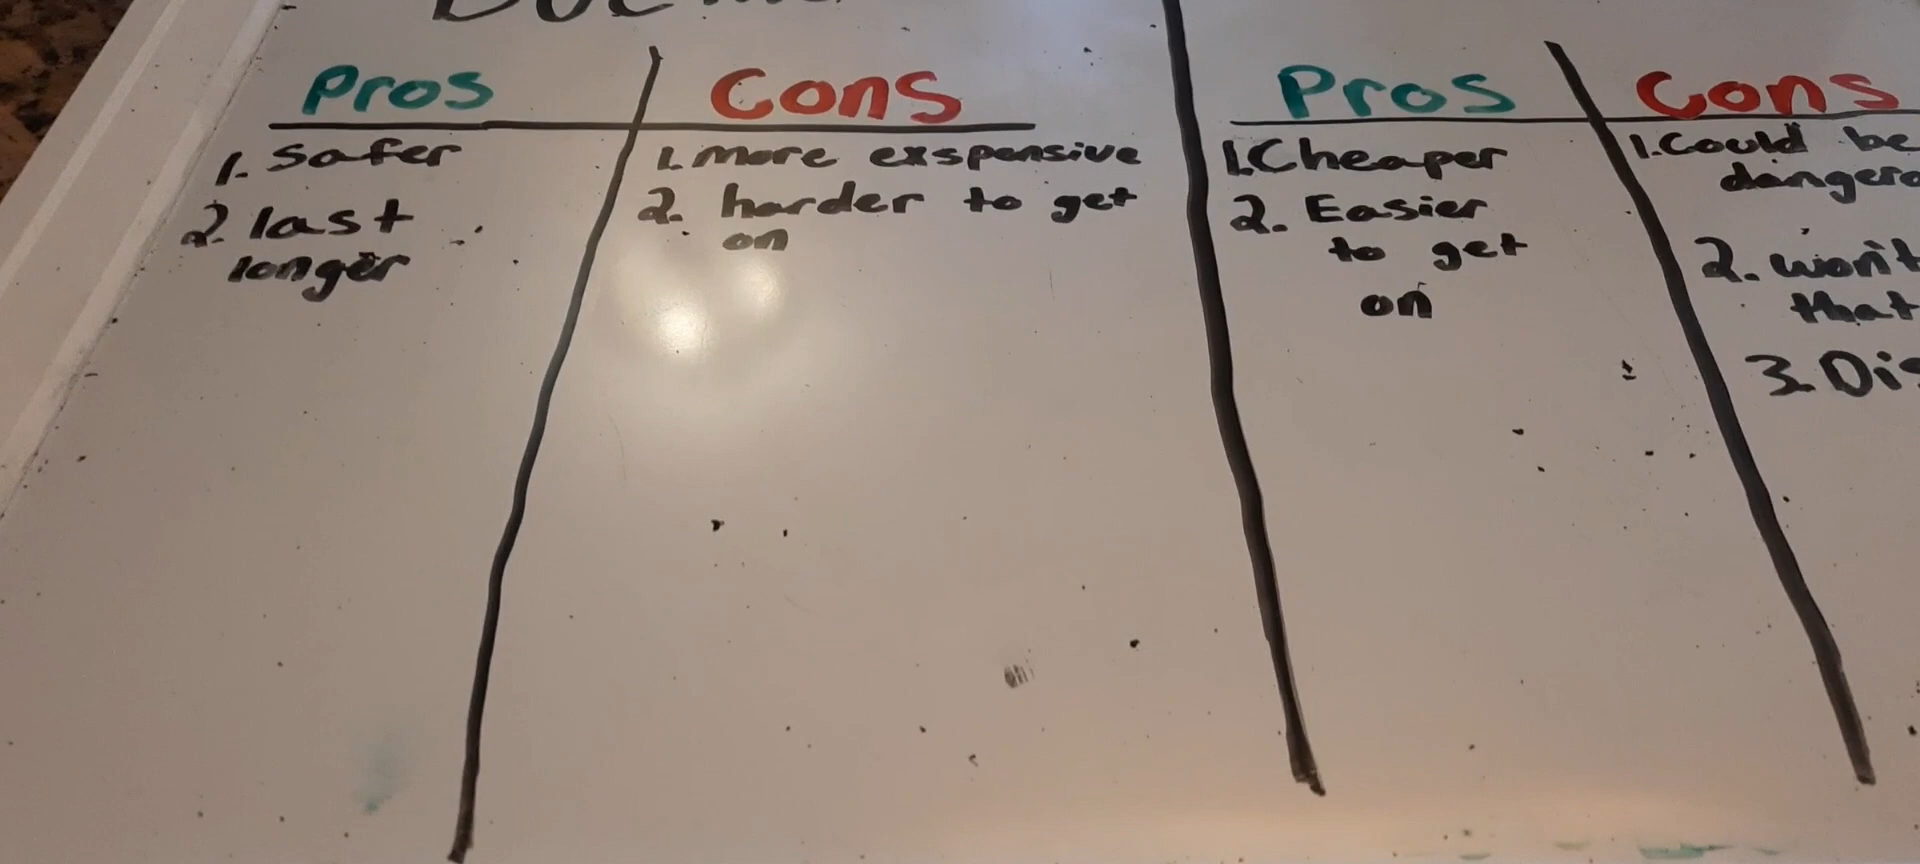 Pros
Cons
1. Safer
2. last
longer
1. more exspensive
2. harder to get
on
Pros
Cons
1. Cheaper
2. Easier
to get
on
1. Could be
2. won't
that
3.